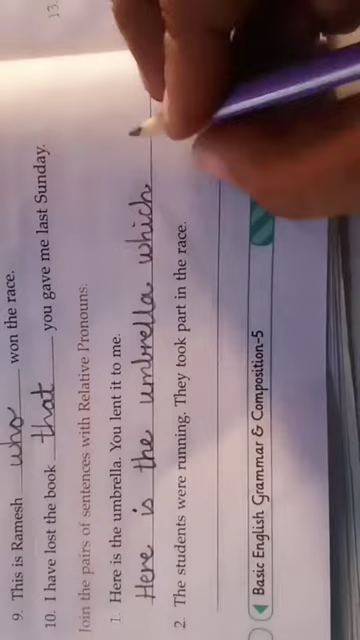 13.
9. This is Ramesh who won the race.
10. I have lost the book that you gave me last Sunday.
Join the pairs of sentences with Relative Pronouns.
1. Here is the umbrella. You lent it to me.
Here is the umbrella which
2. The students were running. They took part in the race.
Basic English Grammar & Composition-5